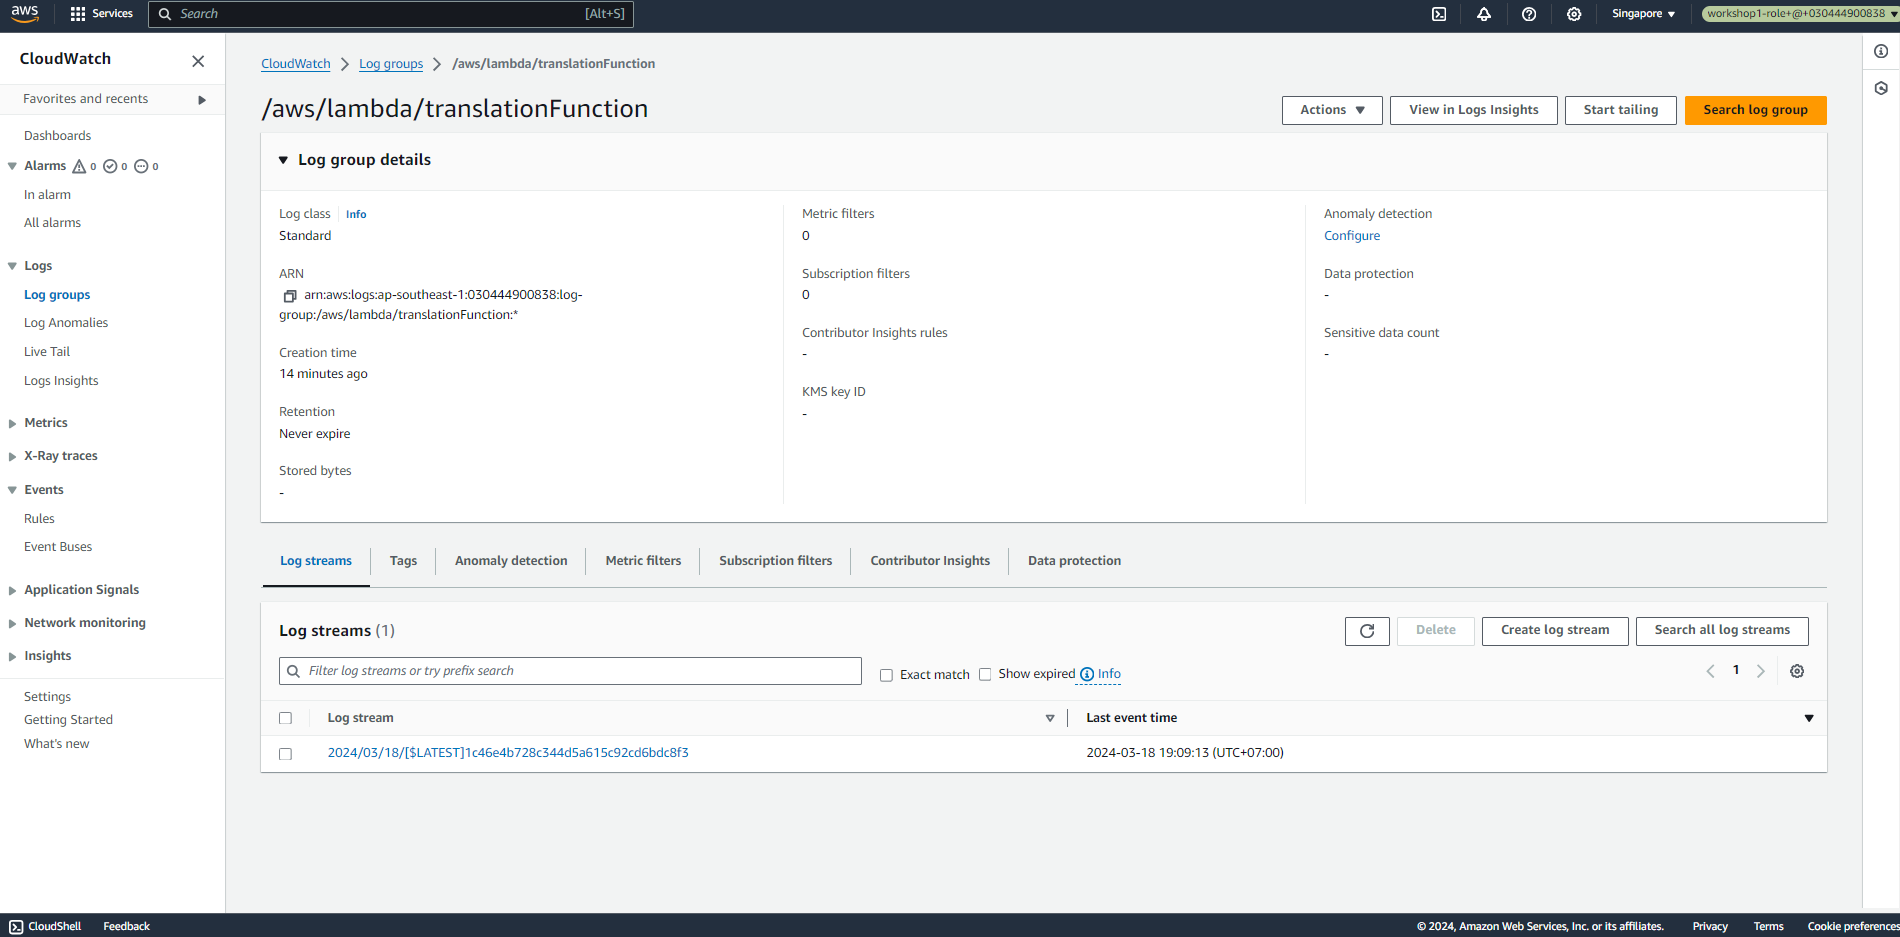 aws
Services
Search
[Alt+S]
Singapore
workshop1-role+@+030444900838
CloudWatch
Favorites and recents
Dashboards
Alarms 0 0 0
In alarm
All alarms
Logs
Log groups
Log Anomalies
Live Tail
Logs Insights
Metrics
X-Ray traces
Events
Rules
Event Buses
Application Signals
Network monitoring
Insights
Settings
Getting Started
What's new
CloudWatch
Log groups
/aws/lambda/translationFunction
/aws/lambda/translationFunction
Actions
View in Logs Insights
Start tailing
Search log group
Log group details
Log class Info
Standard
ARN
arn:aws:logs:ap-southeast-1:030444900838:log-
group:/aws/lambda/translationFunction:*
Creation time
14 minutes ago
Retention
Never expire
Stored bytes
-
Metric filters
0
Subscription filters
0
Contributor Insights rules
-
KMS key ID
-
Anomaly detection
Configure
Data protection
-
Sensitive data count
-
Log streams
Tags
Anomaly detection
Metric filters
Subscription filters
Contributor Insights
Data protection
Log streams (1)
Delete
Create log stream
Search all log streams
Filter log streams or try prefix search
Exact match
Show expired
Info
1
Log stream
Last event time
2024/03/18/[$LATEST]1c46e4b728c344d5a615c92cd6bdc8f3
2024-03-18 19:09:13 (UTC+07:00)
CloudShell
Feedback
© 2024, Amazon Web Services, Inc. or its affiliates.
Privacy
Terms
Cookie preferences